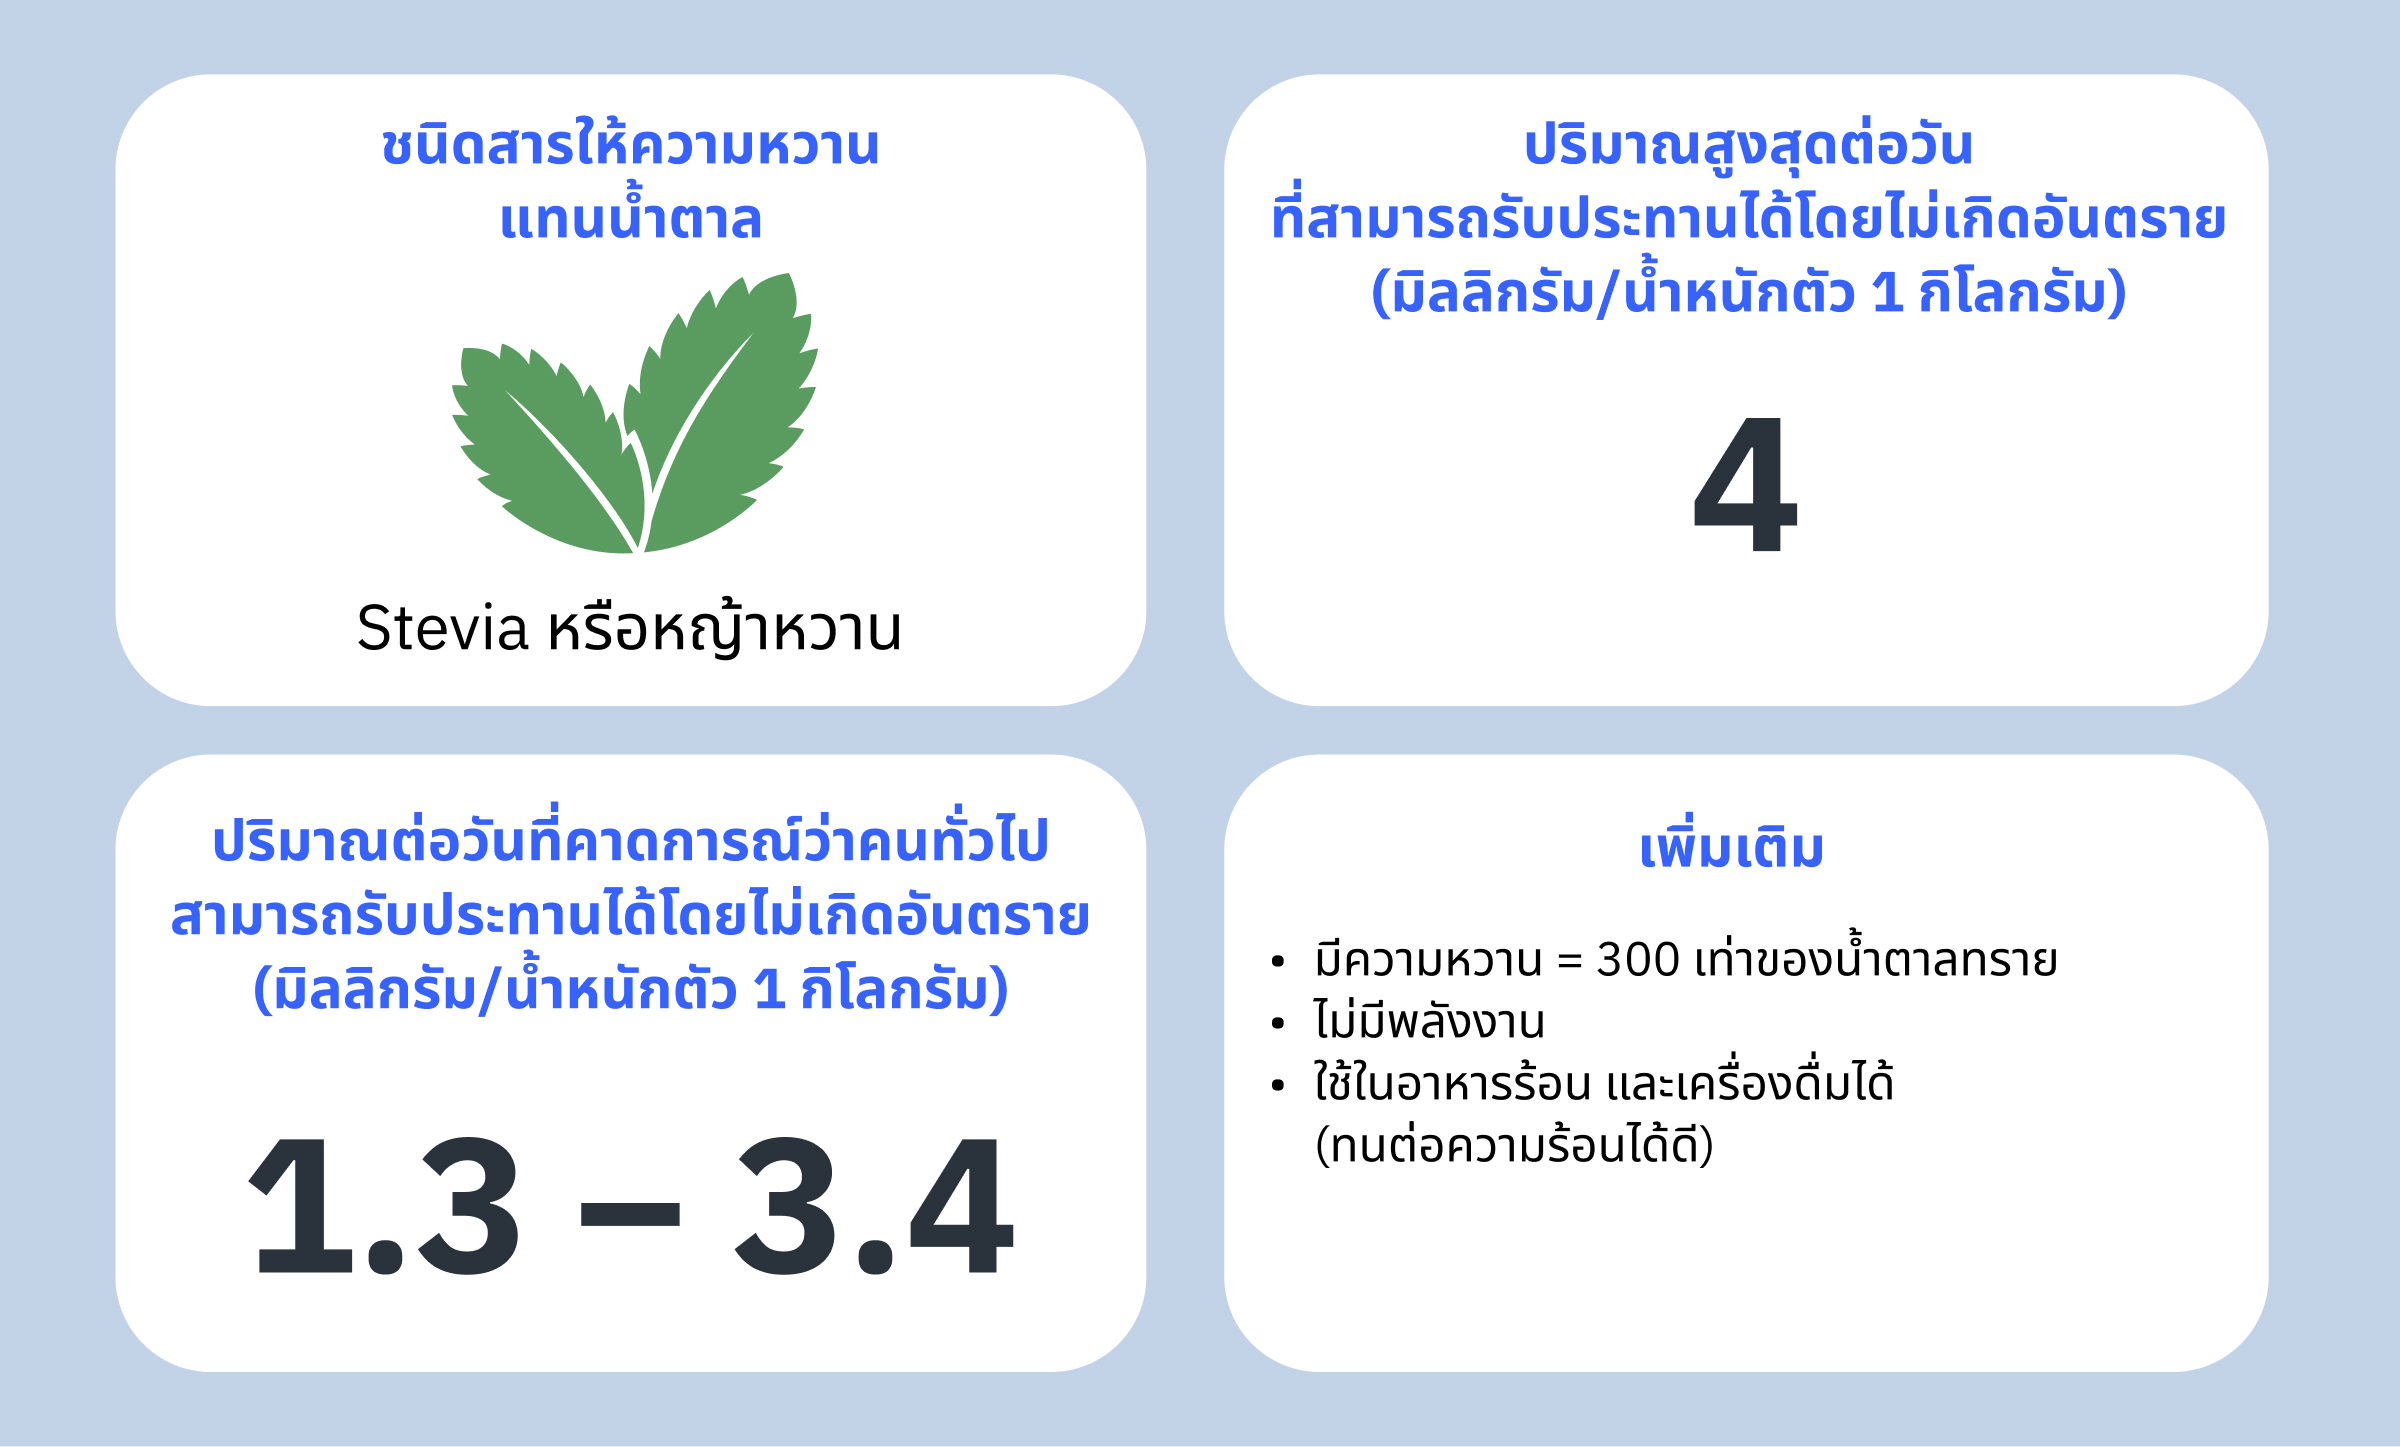 ชนิดสารให้ความหวาน
แทนน้ำตาล
Stevia หรือหญ้าหวาน
ปริมาณสูงสุดต่อวัน
ที่สามารถรับประทานได้โดยไม่เกิดอันตราย
(มิลลิกรัม/น้ำหนักตัว 1 กิโลกรัม)
4
ปริมาณต่อวันที่คาดการณ์ว่าคนทั่วไป
สามารถรับประทานได้โดยไม่เกิดอันตราย
(มิลลิกรัม/น้ำหนักตัว 1 กิโลกรัม)
1.3 – 3.4
เพิ่มเติม
• มีความหวาน = 300 เท่าของน้ำตาลทราย
• ไม่มีพลังงาน
• ใช้ในอาหารร้อน และเครื่องดื่มได้
(ทนต่อความร้อนได้ดี)